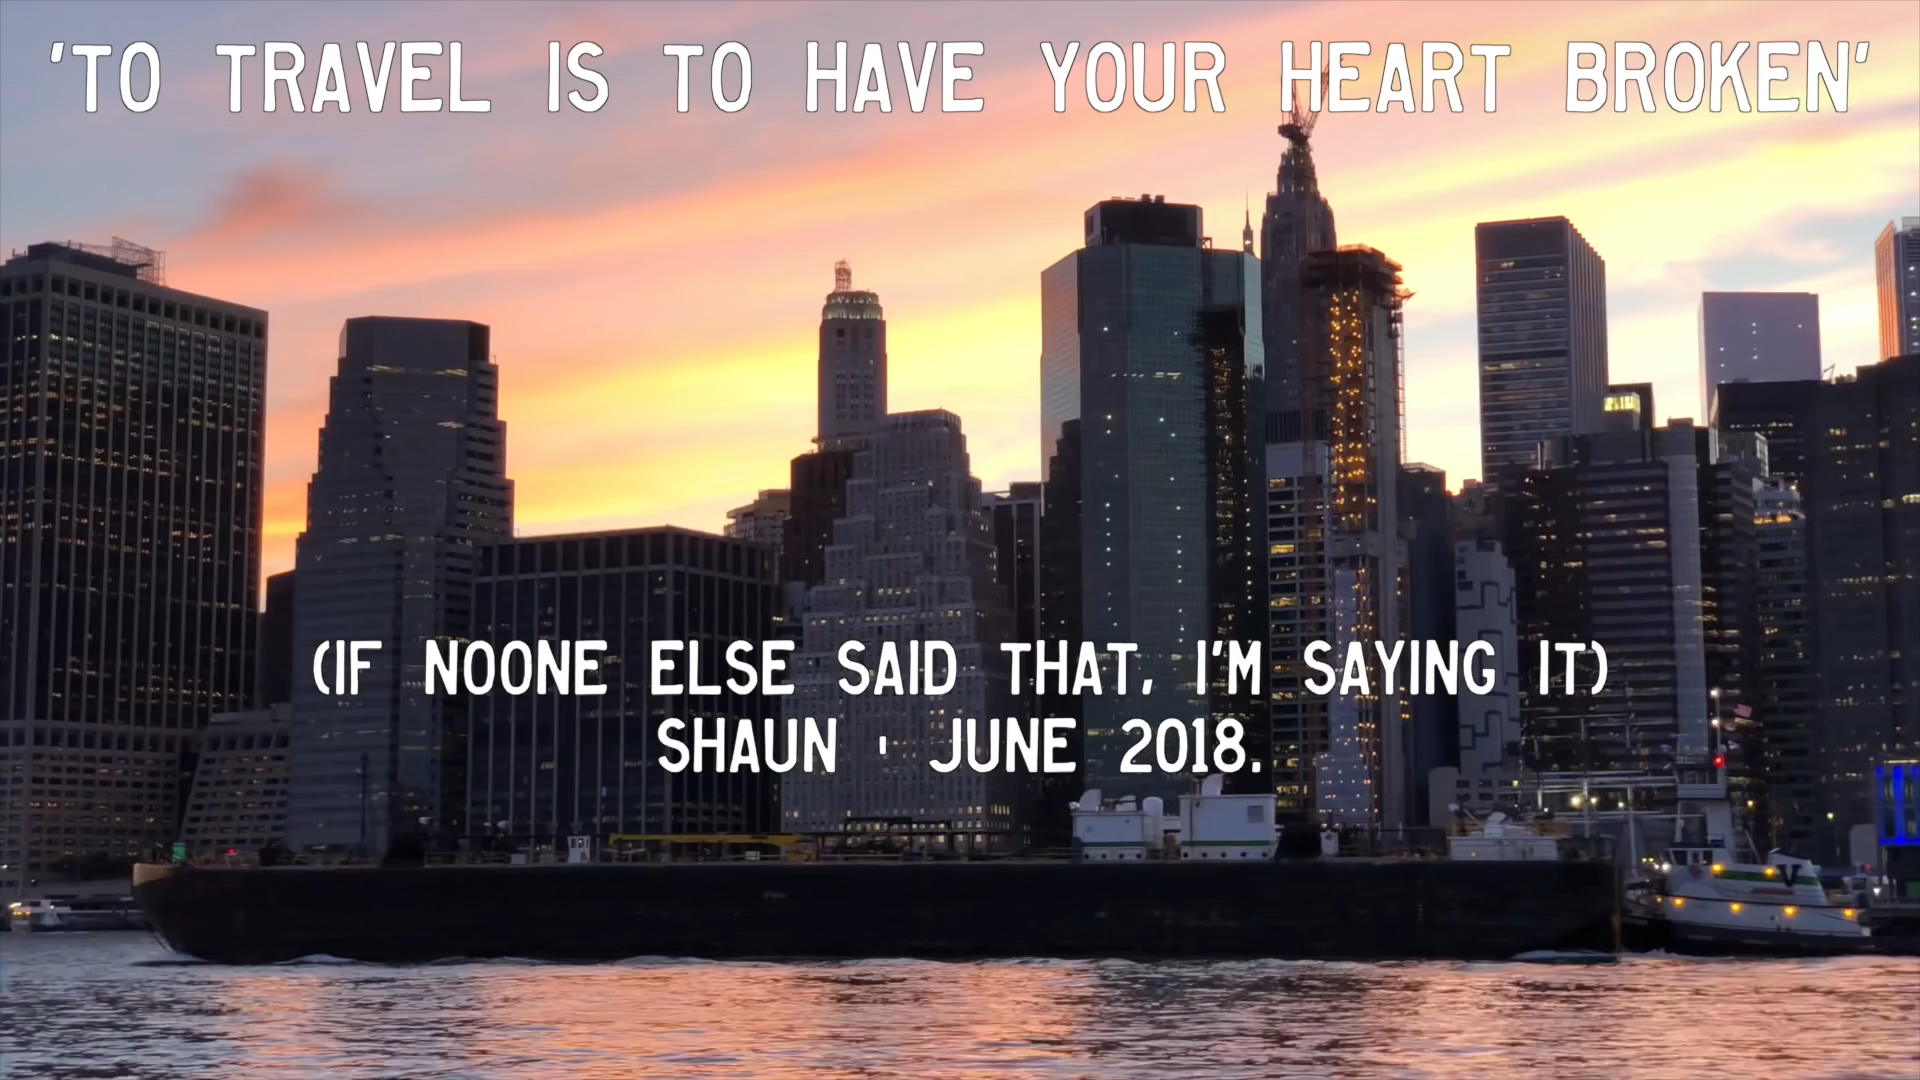 'TO TRAVEL IS TO HAVE YOUR HEART BROKEN'
(IF NOONE ELSE SAID THAT, I'M SAYING IT)
SHAUN ' JUNE 2018.
V